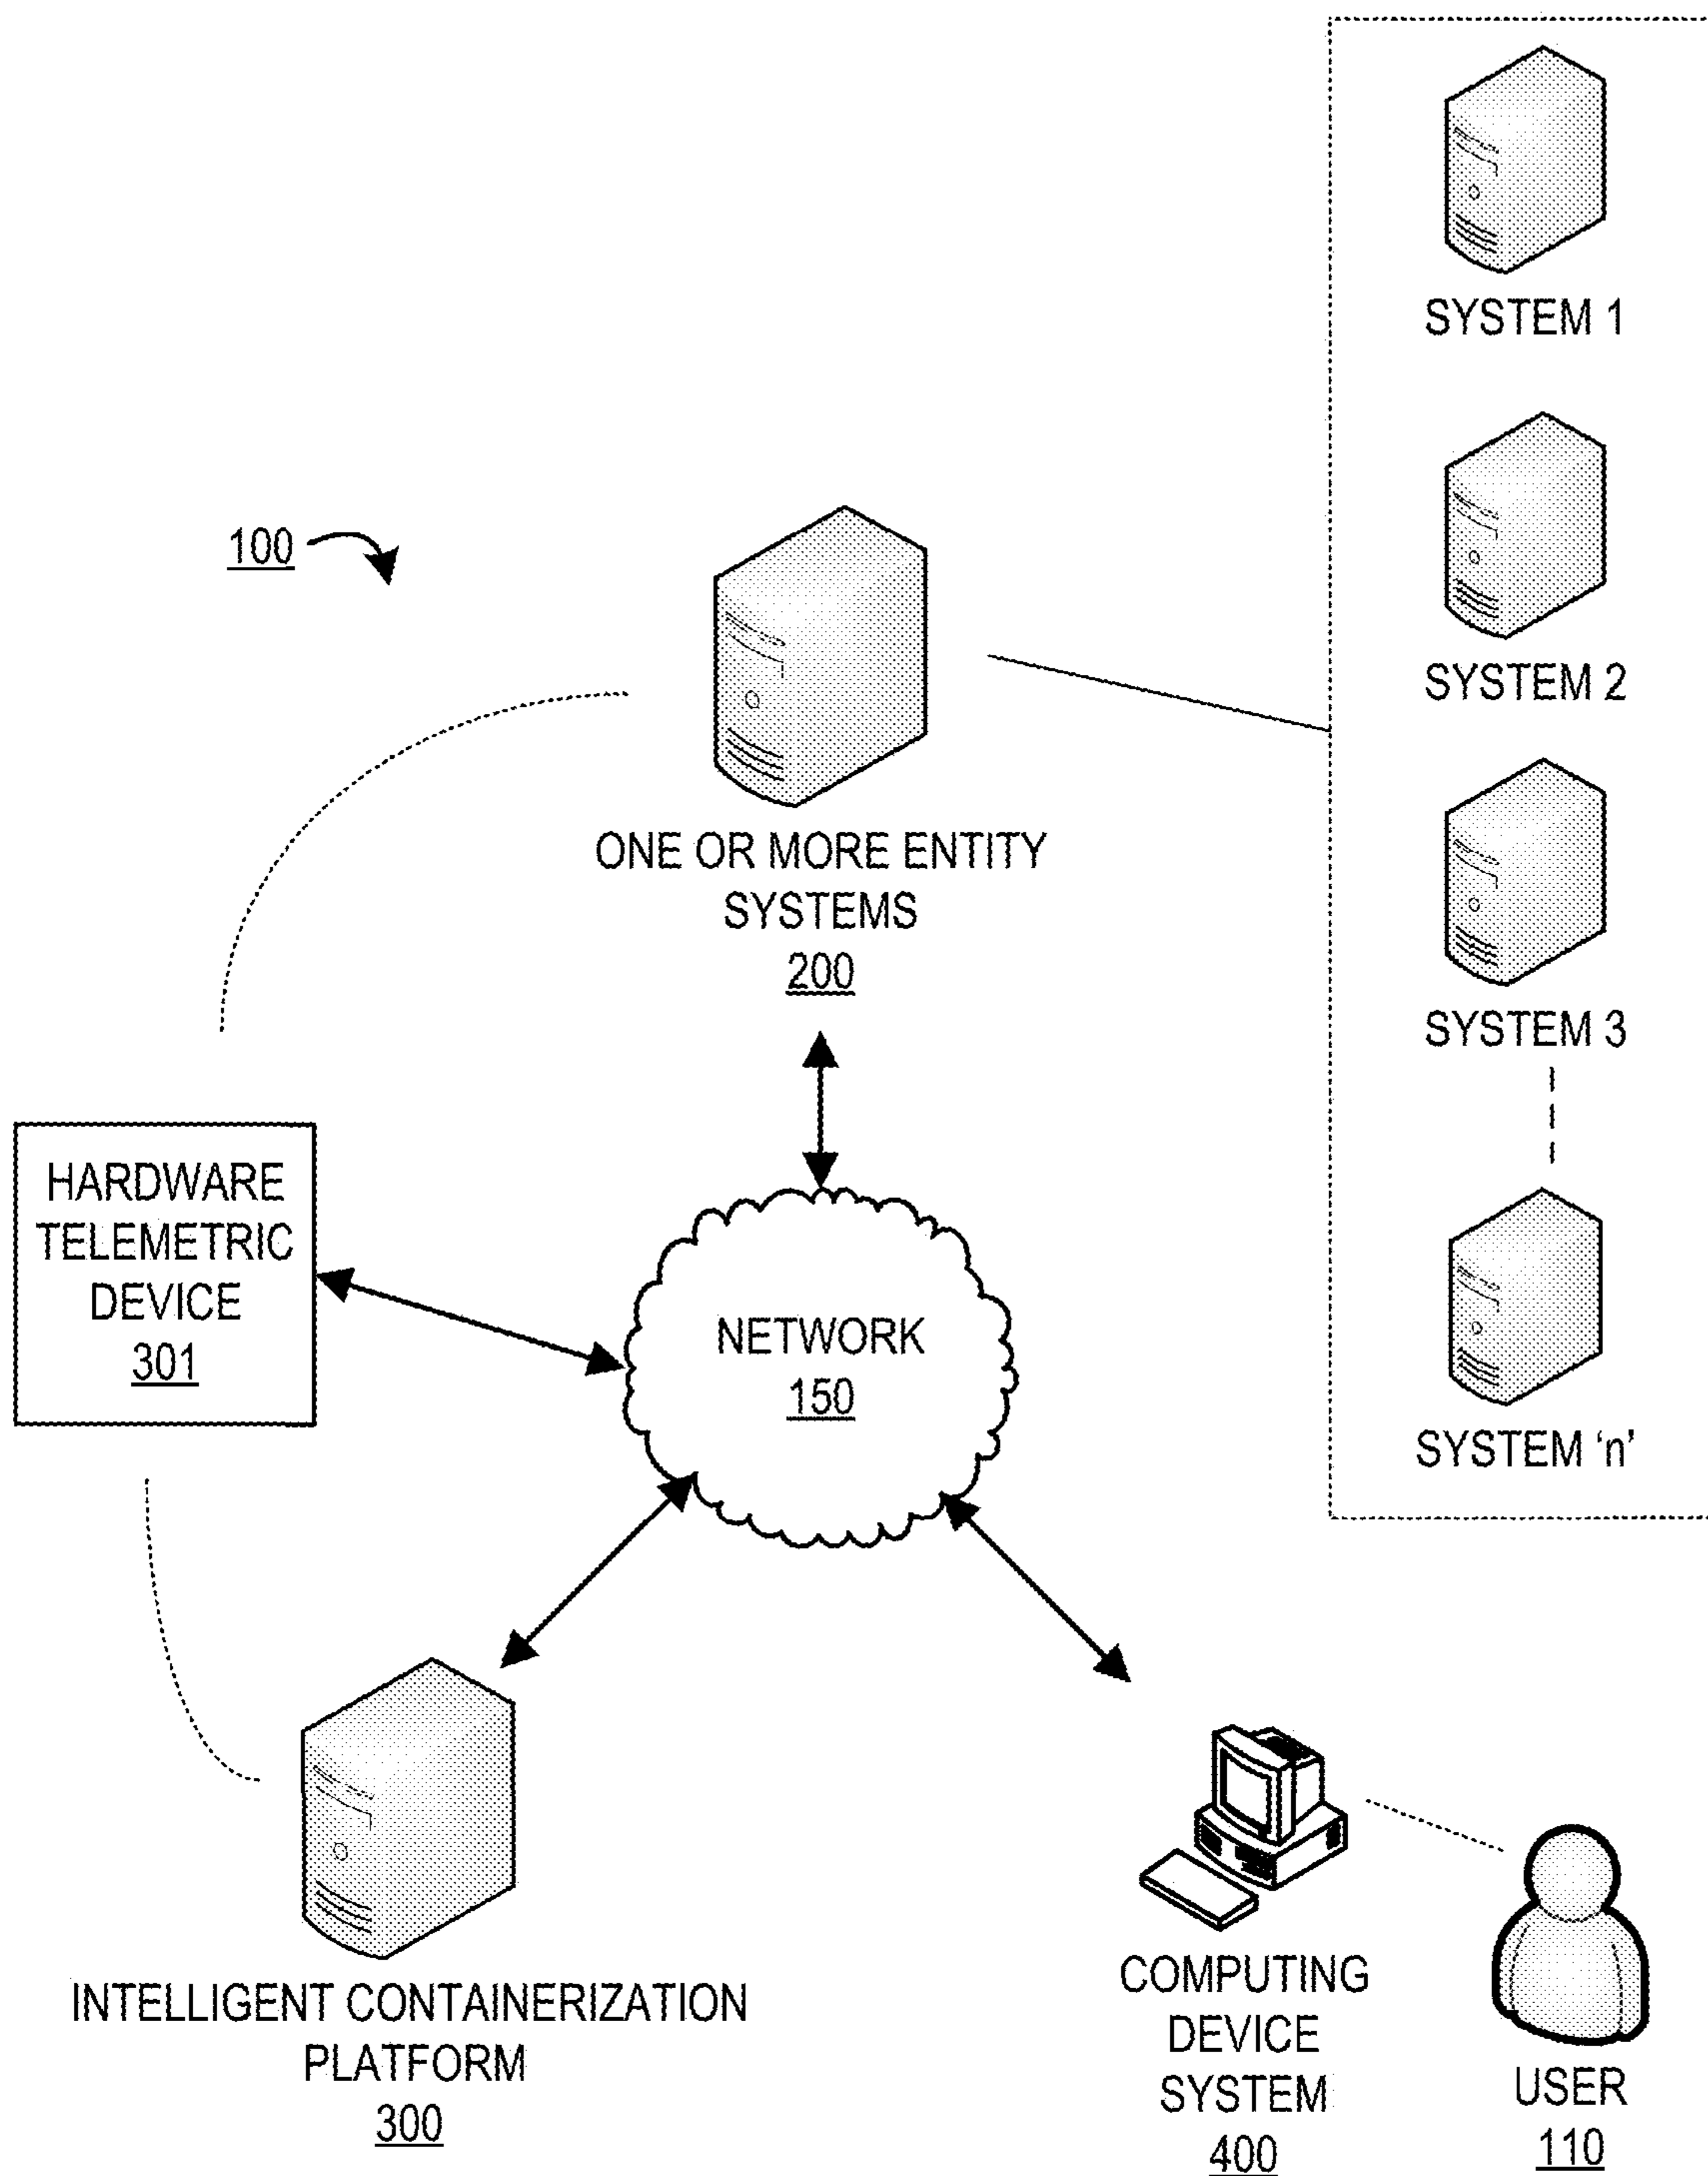 SYSTEM 1
SYSTEM 2
SYSTEM 3
SYSTEM ‘n’
100
ONE OR MORE ENTITY
SYSTEMS
200
HARDWARE
TELEMETRIC
DEVICE
301
NETWORK
150
INTELLIGENT CONTAINERIZATION
PLATFORM
300
COMPUTING
DEVICE
SYSTEM
400
USER
110